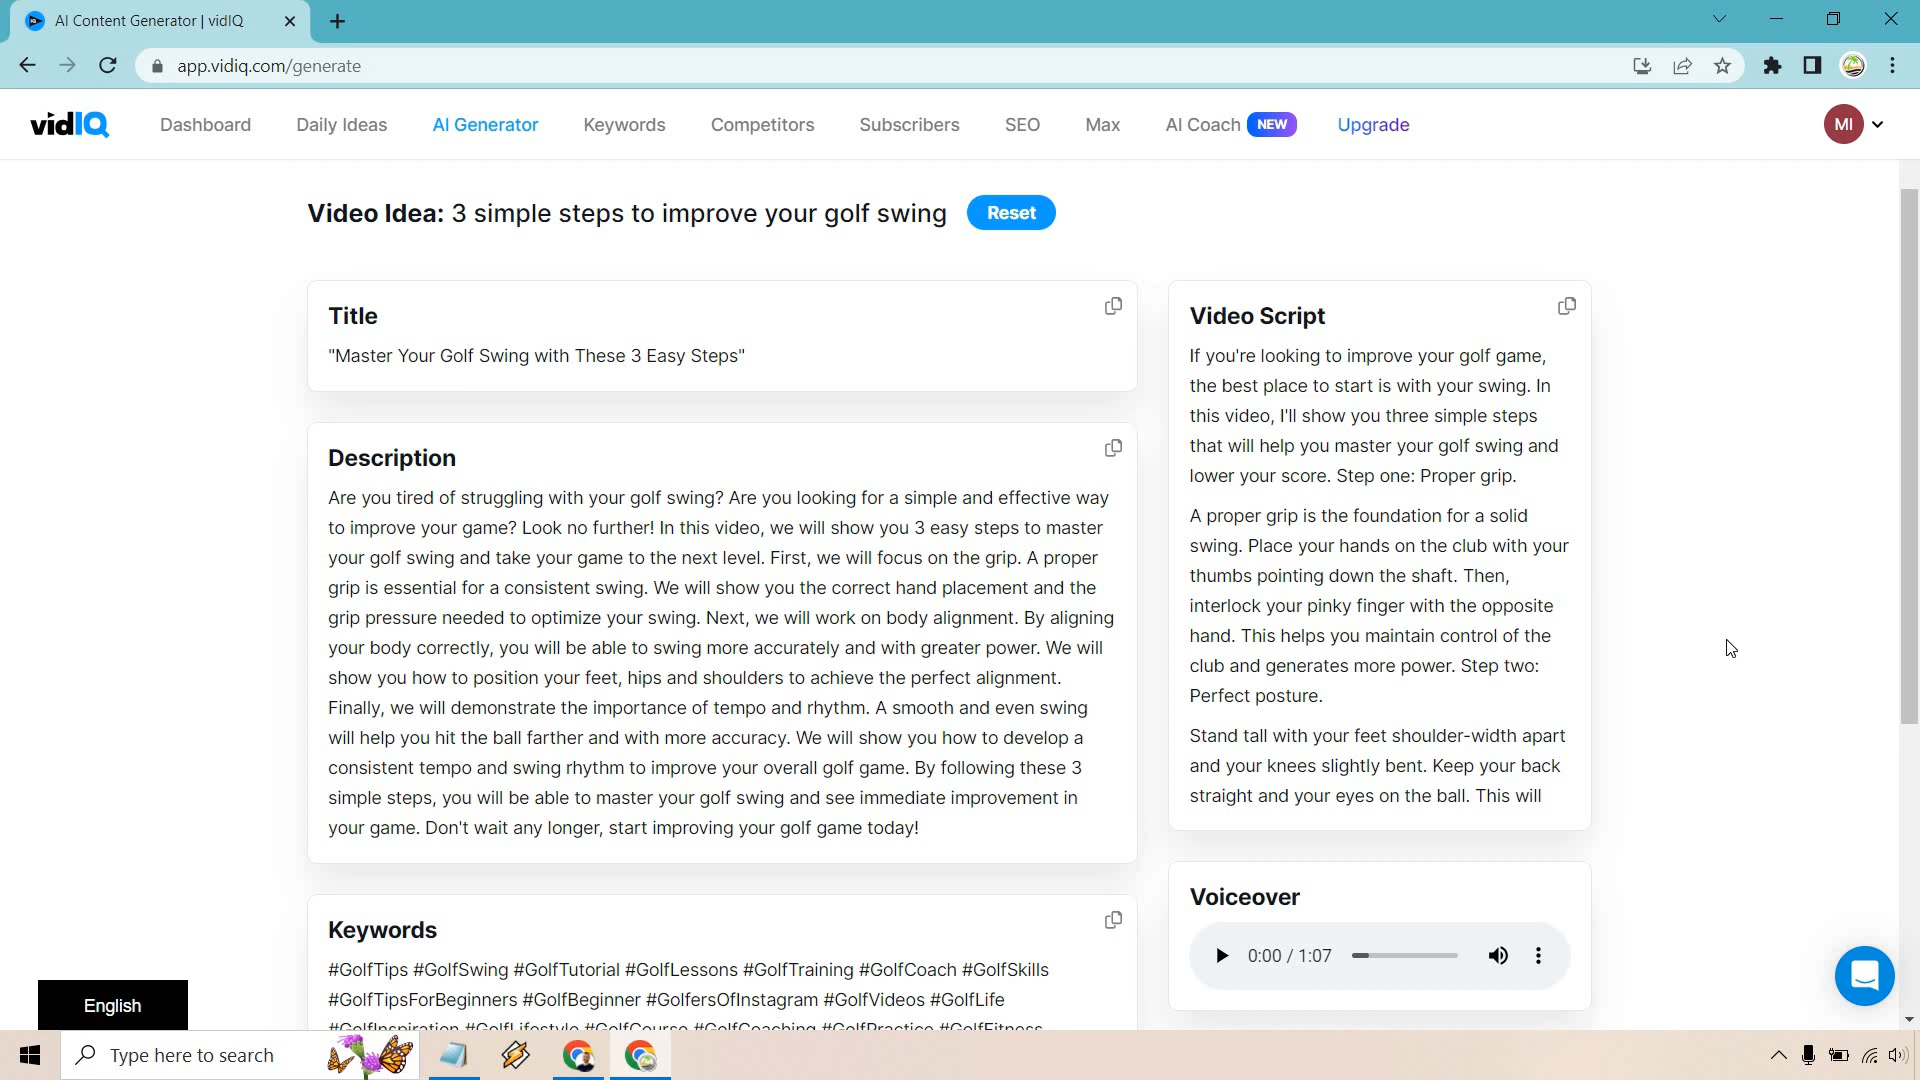 AI Content Generator | vidIQ
app.vidiq.com/generate
vidIQ
Dashboard
Daily Ideas
AI Generator
Keywords
Competitors
Subscribers
SEO
Max
AI Coach NEW
Upgrade
MI
Video Idea: 3 simple steps to improve your golf swing
Reset
Title
"Master Your Golf Swing with These 3 Easy Steps"
Description
Are you tired of struggling with your golf swing? Are you looking for a simple and effective way
to improve your game? Look no further! In this video, we will show you 3 easy steps to master
your golf swing and take your game to the next level. First, we will focus on the grip. A proper
grip is essential for a consistent swing. We will show you the correct hand placement and the
grip pressure needed to optimize your swing. Next, we will work on body alignment. By aligning
your body correctly, you will be able to swing more accurately and with greater power. We will
show you how to position your feet, hips and shoulders to achieve the perfect alignment.
Finally, we will demonstrate the importance of tempo and rhythm. A smooth and even swing
will help you hit the ball farther and with more accuracy. We will show you how to develop a
consistent tempo and swing rhythm to improve your overall golf game. By following these 3
simple steps, you will be able to master your golf swing and see immediate improvement in
your game. Don't wait any longer, start improving your golf game today!
Keywords
#GolfTips #GolfSwing #GolfTutorial #GolfLessons #GolfTraining #GolfCoach #GolfSkills
#GolfTipsForBeginners #GolfBeginner #GolfersOfInstagram #GolfVideos #GolfLife
#GolfInspiration #GolfLifestyle #GolfCourse #GolfCoaching #GolfPractice #GolfFitness
Video Script
If you're looking to improve your golf game,
the best place to start is with your swing. In
this video, I'll show you three simple steps
that will help you master your golf swing and
lower your score. Step one: Proper grip.
A proper grip is the foundation for a solid
swing. Place your hands on the club with your
thumbs pointing down the shaft. Then,
interlock your pinky finger with the opposite
hand. This helps you maintain control of the
club and generates more power. Step two:
Perfect posture.
Stand tall with your feet shoulder-width apart
and your knees slightly bent. Keep your back
straight and your eyes on the ball. This will
Voiceover
0:00 / 1:07
English
Type here to search